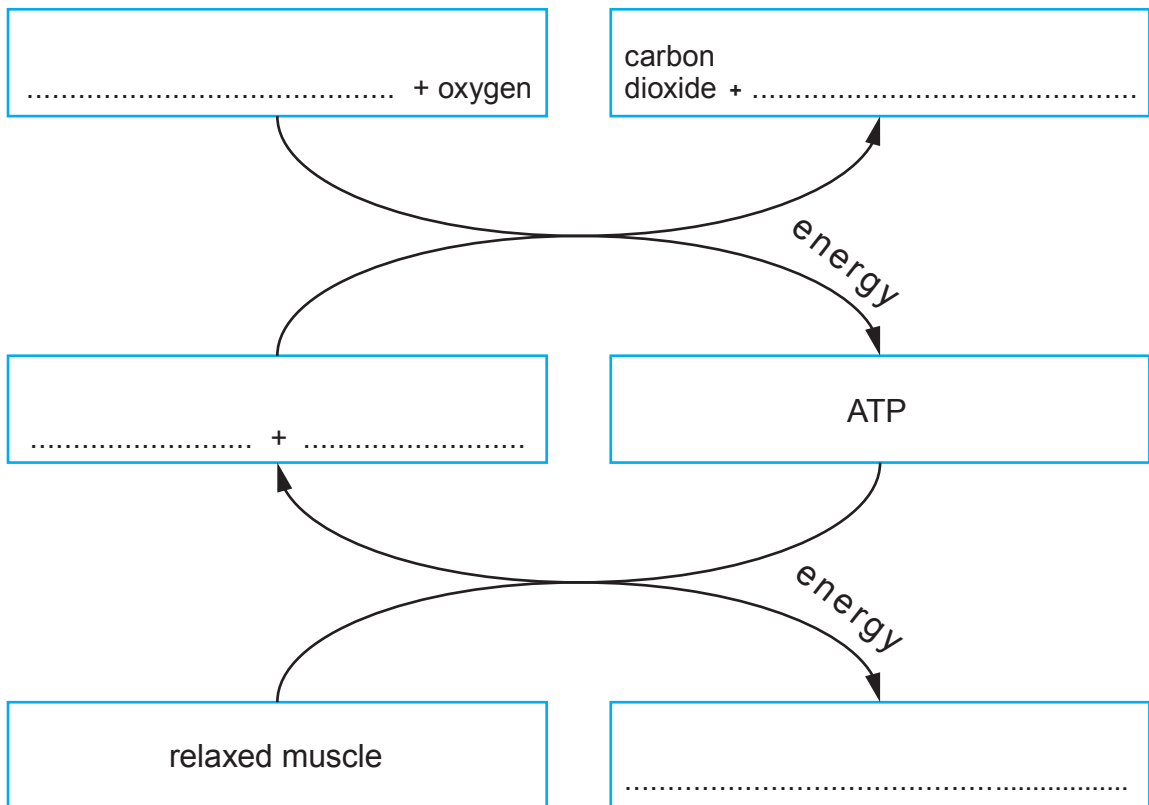 .......................................... + oxygen
carbon
dioxide + ............................................
energy
.......................... + ..........................
ATP
energy
relaxed muscle
..........................................................